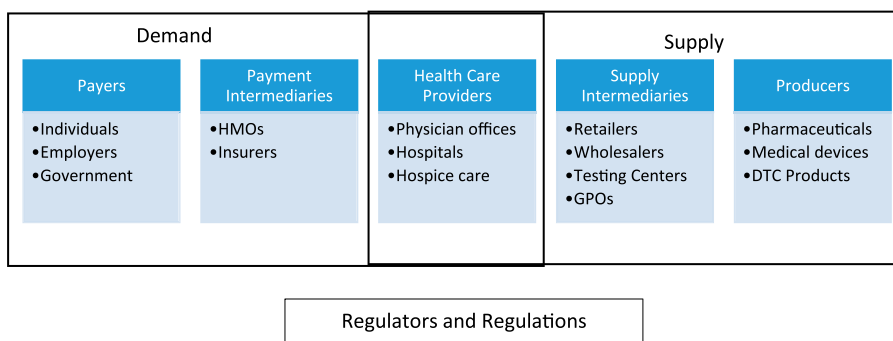 Demand
Supply
Payers
•Individuals
•Employers
•Government
Payment
Intermediaries
•HMOs
•Insurers
Health Care
Providers
•Physician offices
•Hospitals
•Hospice care
Supply
Intermediaries
•Retailers
•Wholesalers
•Testing Centers
•GPOs
Producers
•Pharmaceuticals
•Medical devices
•DTC Products
Regulators and Regulations